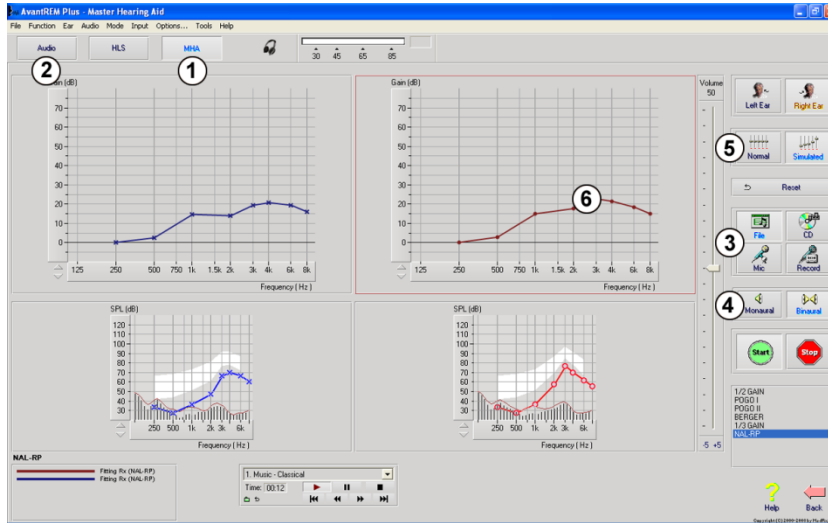 AvantREM Plus - Master Hearing Aid
File Function Ear Audio Mode Input Options... Tools Help
Audio HLS MHA
30 45 65 85
2 1
Gain (dB)
70
60
50
40
30
20
10
0
125 250 500 750 1k 1.5k 2k 3k 4k 6k 8k
Frequency ( Hz )
Gain (dB)
70
60
50
40
30
20
10
0
6
125 250 500 750 1k 1.5k 2k 3k 4k 6k 8k
Frequency ( Hz )
Volume
50
-5 +5
SPL (dB)
120
110
100
90
80
70
60
50
40
30
250 500 1k 2k 3k 6k
Frequency ( Hz )
SPL (dB)
120
110
100
90
80
70
60
50
40
30
250 500 1k 2k 3k 6k
Frequency ( Hz )
Left Ear Right Ear
5
Normal Simulated
Reset
3
File CD
Mic Record
4
Monaural Binaural
Start Stop
1/2 GAIN
POGO I
POGO II
BERGER
1/3 GAIN
NAL-RP
NAL-RP
Fitting Rx (NAL-RP)
Fitting Rx (NAL-RP)
1. Music - Classical
Time: 00:12
Help Back